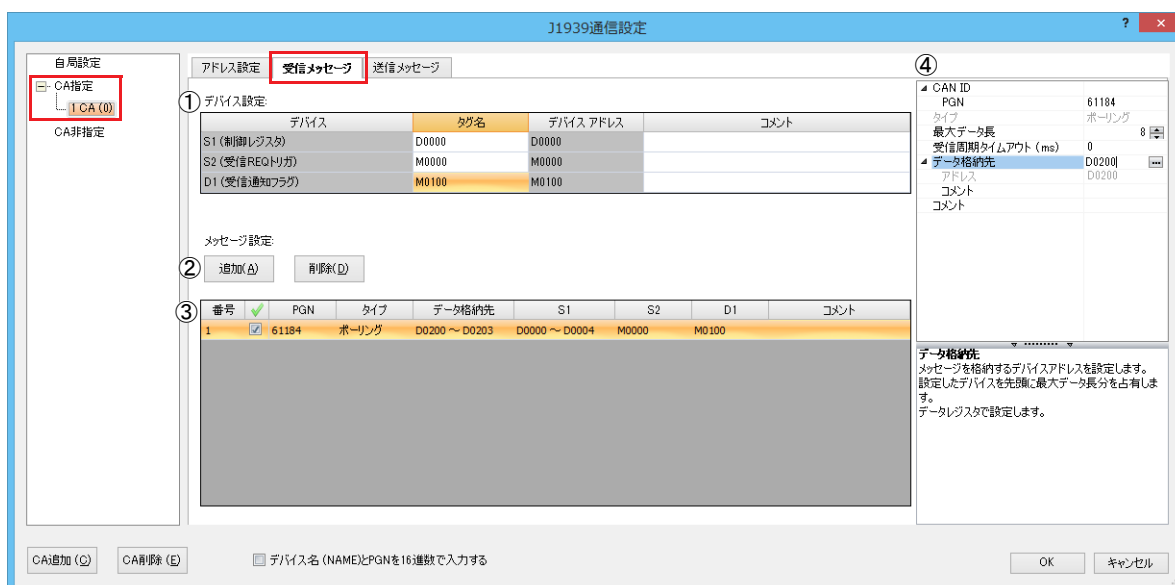 J1939通信設定
?
×
自局設定
CA指定
1 CA (0)
CA非指定
アドレス設定
受信メッセージ
送信メッセージ
①
デバイス設定:
デバイス タグ名 デバイス アドレス コメント
S1 (制御レジスタ) D0000 D0000
S2 (受信REQトリガ) M0000 M0000
D1 (受信通知フラグ) M0100 M0100
メッセージ設定:
②
追加(A)
削除(D)
③
番号 PGN タイプ データ格納先 S1 S2 D1 コメント
1 61184 ポーリング D0200 ～ D0203 D0000 ～ D0004 M0000 M0100
④
CAN ID
PGN 61184
タイプ ポーリング
最大データ長 8
受信周期タイムアウト (ms) 0
データ格納先 D0200 ...
アドレス D0200
コメント
コメント
データ格納先
メッセージを格納するデバイスアドレスを設定します。
設定したデバイスを先頭に最大データ長分を占有しま
す。
データレジスタで設定します。
CA追加 (C)
CA削除 (E)
デバイス名 (NAME)とPGNを16進数で入力する
OK
キャンセル